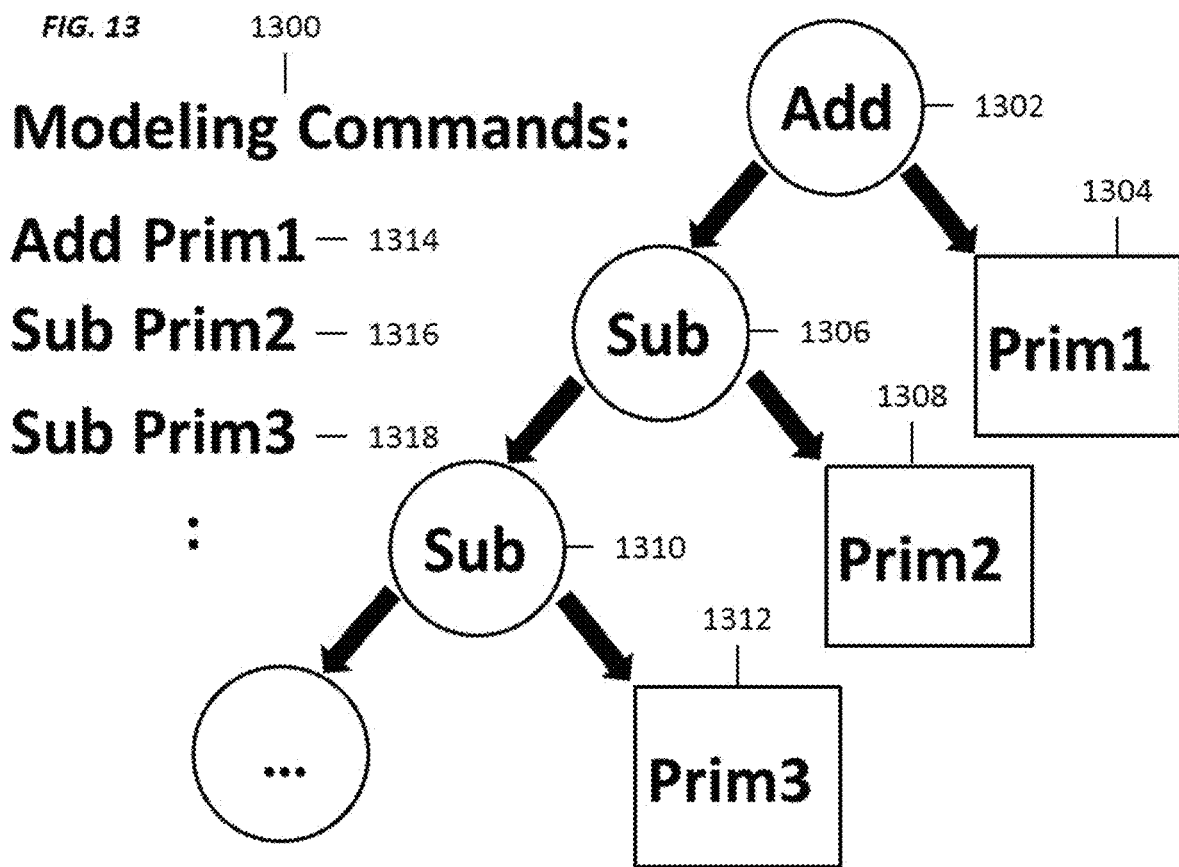 FIG. 13
1300
Modeling Commands:
Add Prim1
1314
Sub Prim2
1316
Sub Prim3
1318
:
Add
1302
1304
Prim1
Sub
1306
1308
Prim2
Sub
1310
1312
Prim3
...